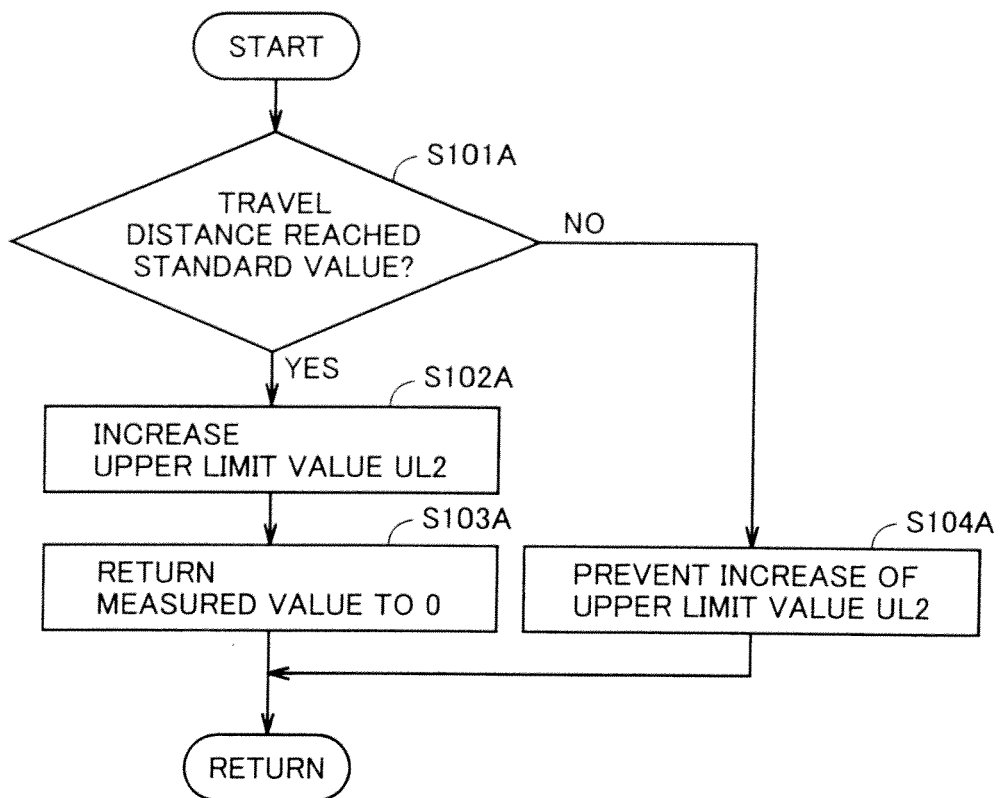 START
S101A
TRAVEL
DISTANCE REACHED
STANDARD VALUE?
NO
YES
S102A
INCREASE
UPPER LIMIT VALUE UL2
S103A
RETURN
MEASURED VALUE TO 0
S104A
PREVENT INCREASE OF
UPPER LIMIT VALUE UL2
RETURN